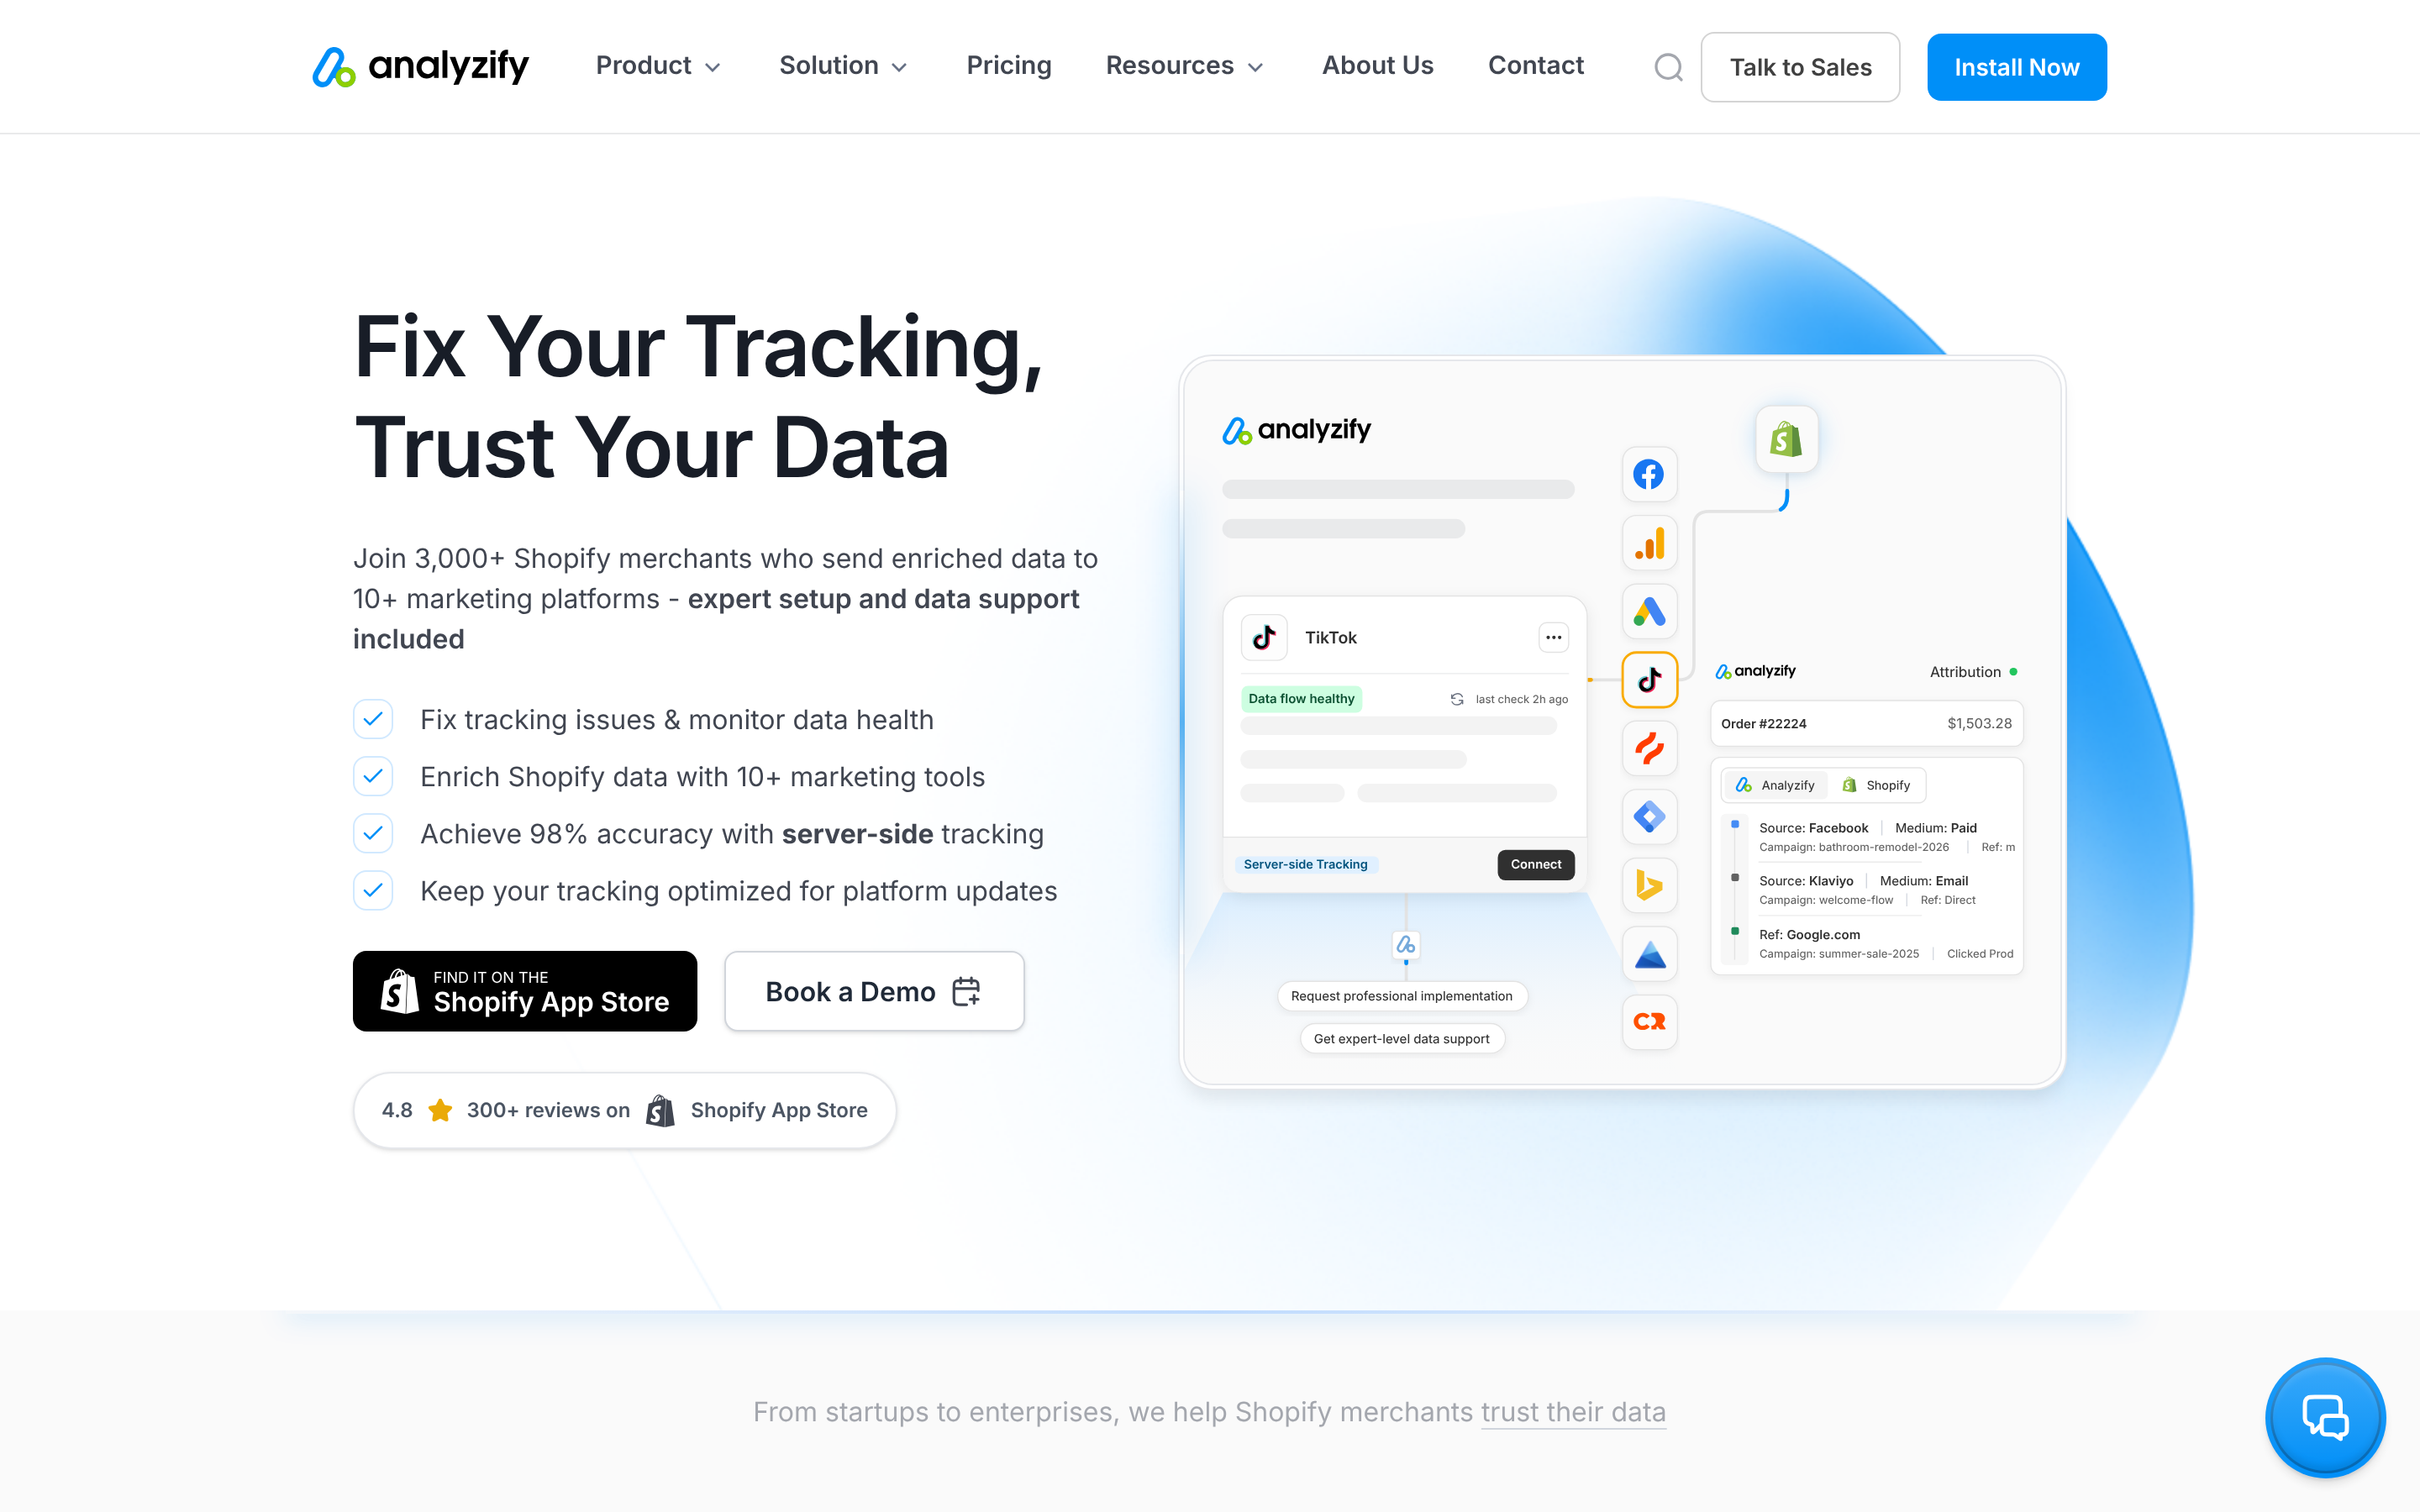 analyzify
Product
Solution
Pricing
Resources
About Us
Contact
Talk to Sales
Install Now
Fix Your Tracking,
Trust Your Data
Join 3,000+ Shopify merchants who send enriched data to
10+ marketing platforms - expert setup and data support
included
Fix tracking issues & monitor data health
Enrich Shopify data with 10+ marketing tools
Achieve 98% accuracy with server-side tracking
Keep your tracking optimized for platform updates
FIND IT ON THE
Shopify App Store
Book a Demo
4.8 300+ reviews on Shopify App Store
analyzify
TikTok
Data flow healthy
last check 2h ago
Server-side Tracking
Connect
Request professional implementation
Get expert-level data support
analyzify
Attribution
Order #22224
$1,503.28
Analyzify
Shopify
Source: Facebook | Medium: Paid
Campaign: bathroom-remodel-2026 | Ref: m
Source: Klaviyo | Medium: Email
Campaign: welcome-flow | Ref: Direct
Ref: Google.com
Campaign: summer-sale-2025 | Clicked Prod
From startups to enterprises, we help Shopify merchants trust their data